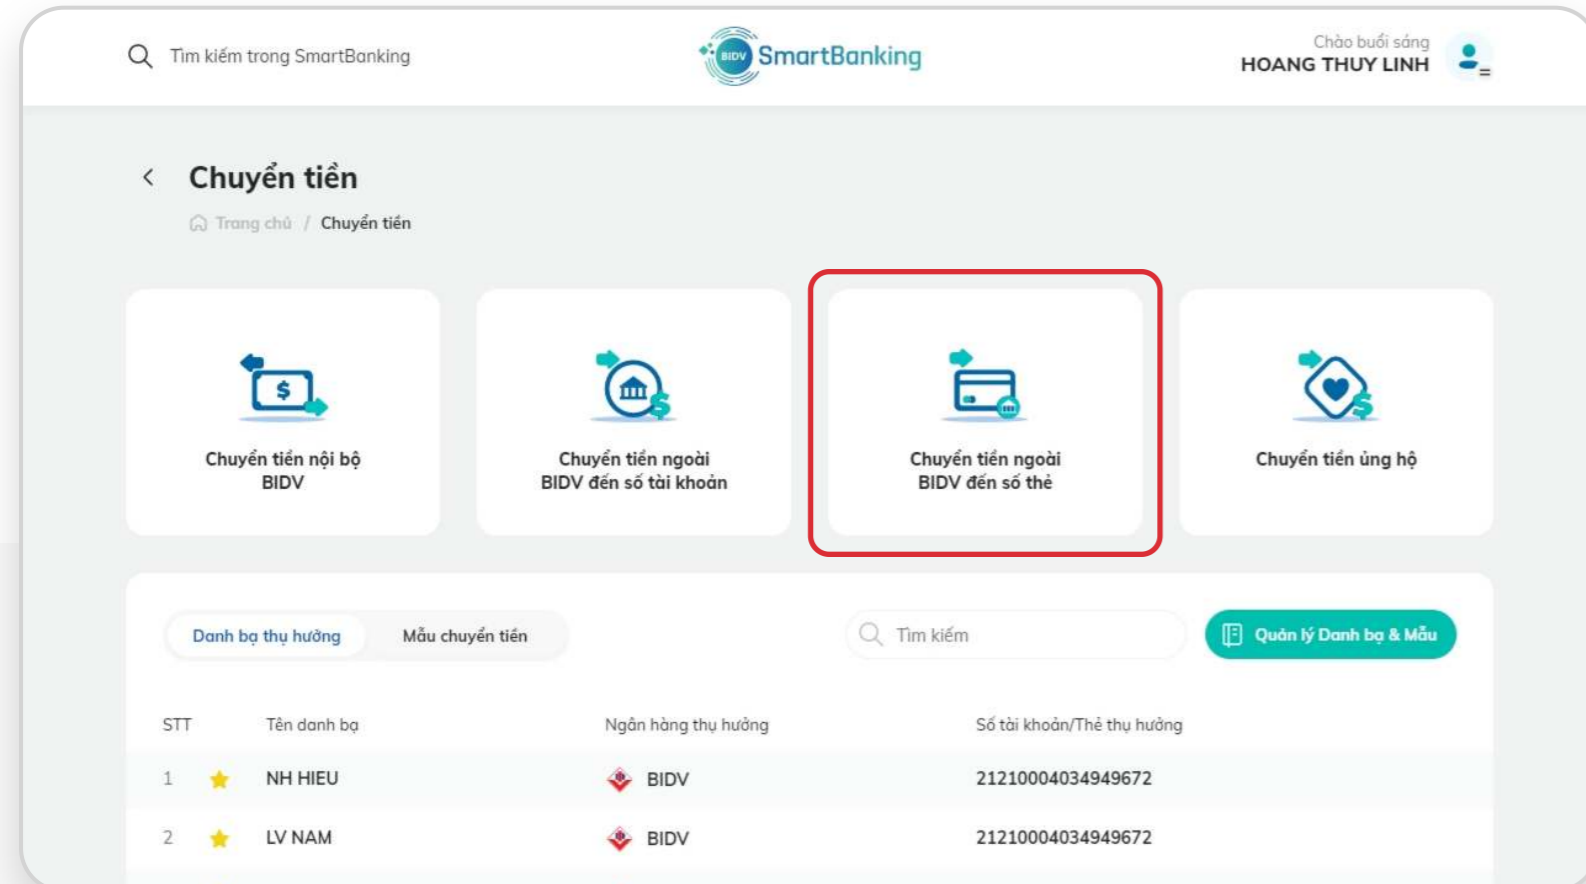 Tìm kiếm trong SmartBanking
BIDV SmartBanking
Chào buổi sáng
HOANG THUY LINH
Chuyển tiền
Trang chủ / Chuyển tiền
Chuyển tiền nội bộ
BIDV
Chuyển tiền ngoài
BIDV đến số tài khoản
Chuyển tiền ngoài
BIDV đến số thẻ
Chuyển tiền ủng hộ
Danh bạ thụ hưởng Mẫu chuyển tiền Tìm kiếm Quản lý Danh bạ & Mẫu
STT Tên danh bạ Ngân hàng thụ hưởng Số tài khoản/Thẻ thụ hưởng
1 NH HIEU BIDV 21210004034949672
2 LV NAM BIDV 21210004034949672